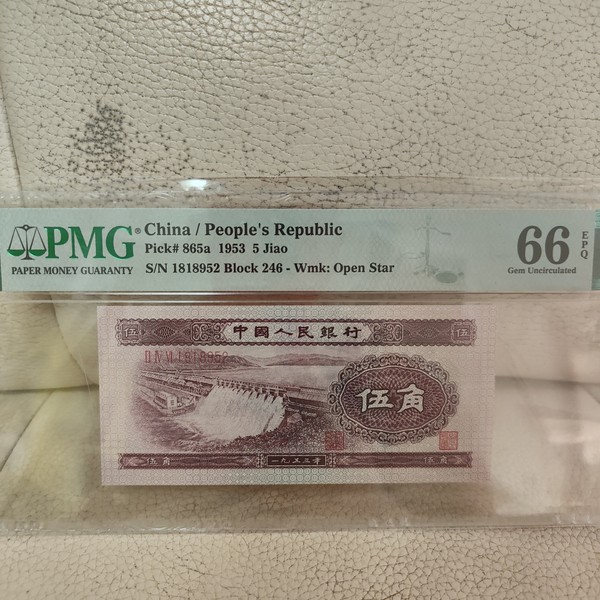 PMG®
PAPER MONEY GUARANTY
China / People's Republic
Pick# 865a 1953 5 Jiao
S/N 1818952 Block 246 - Wmk: Open Star
66 EPQ
Gem Uncirculated
伍 中國人民銀行 伍
II IV VI 1818952
伍角
伍角 一九五三年 伍角